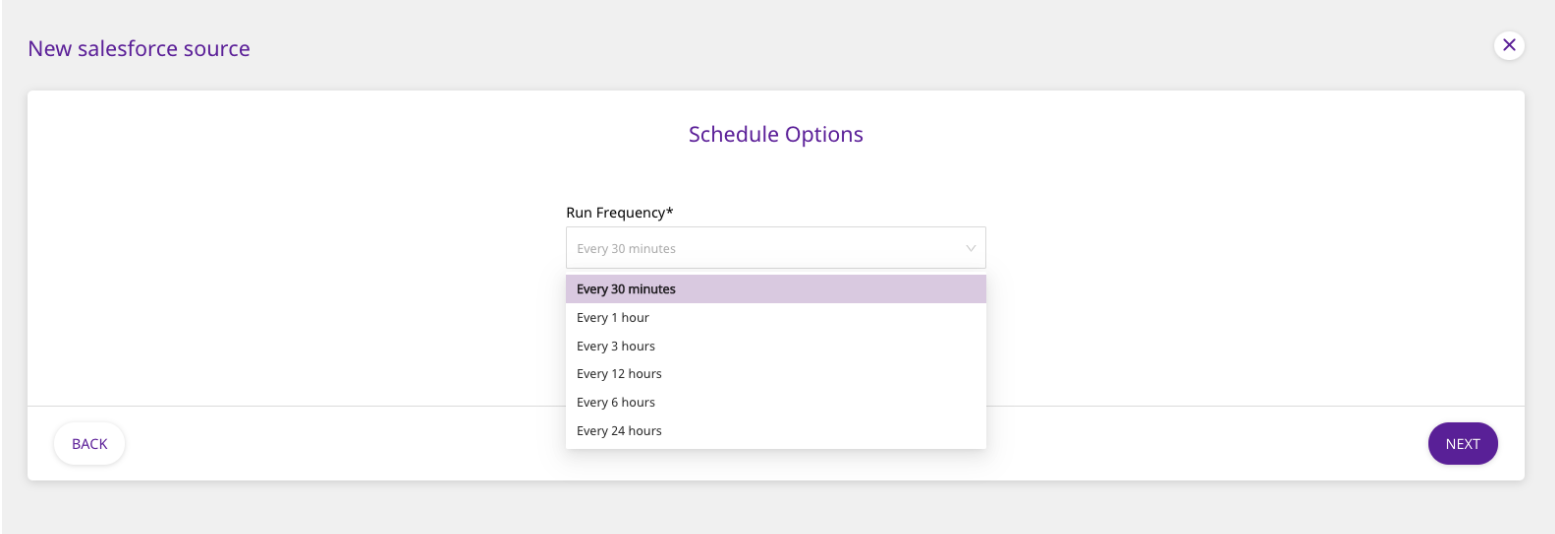 New salesforce source
Schedule Options
Run Frequency*
Every 30 minutes
Every 30 minutes
Every 1 hour
Every 3 hours
Every 12 hours
Every 6 hours
Every 24 hours
BACK
NEXT